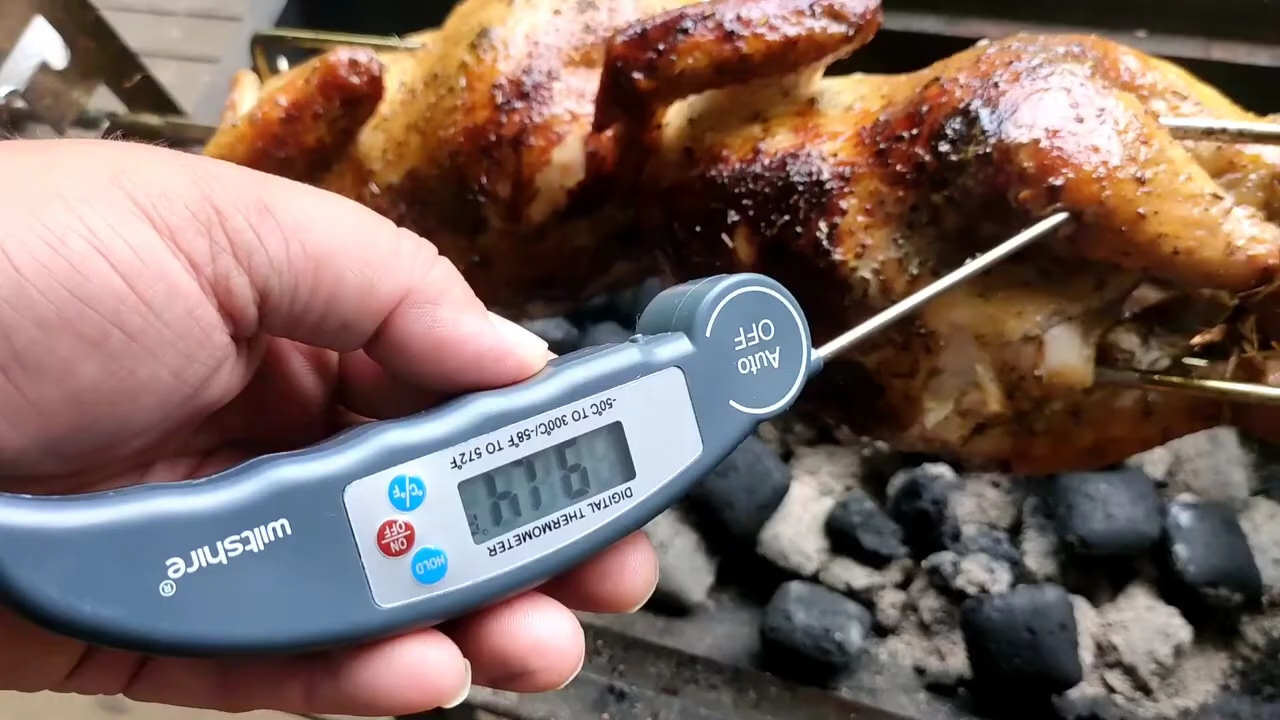 Auto
OFF
DIGITAL THERMOMETER
-50°C TO 300°C/-58°F TO 572°F
HOLD
ON
OFF
°C/°F
wiltshire®